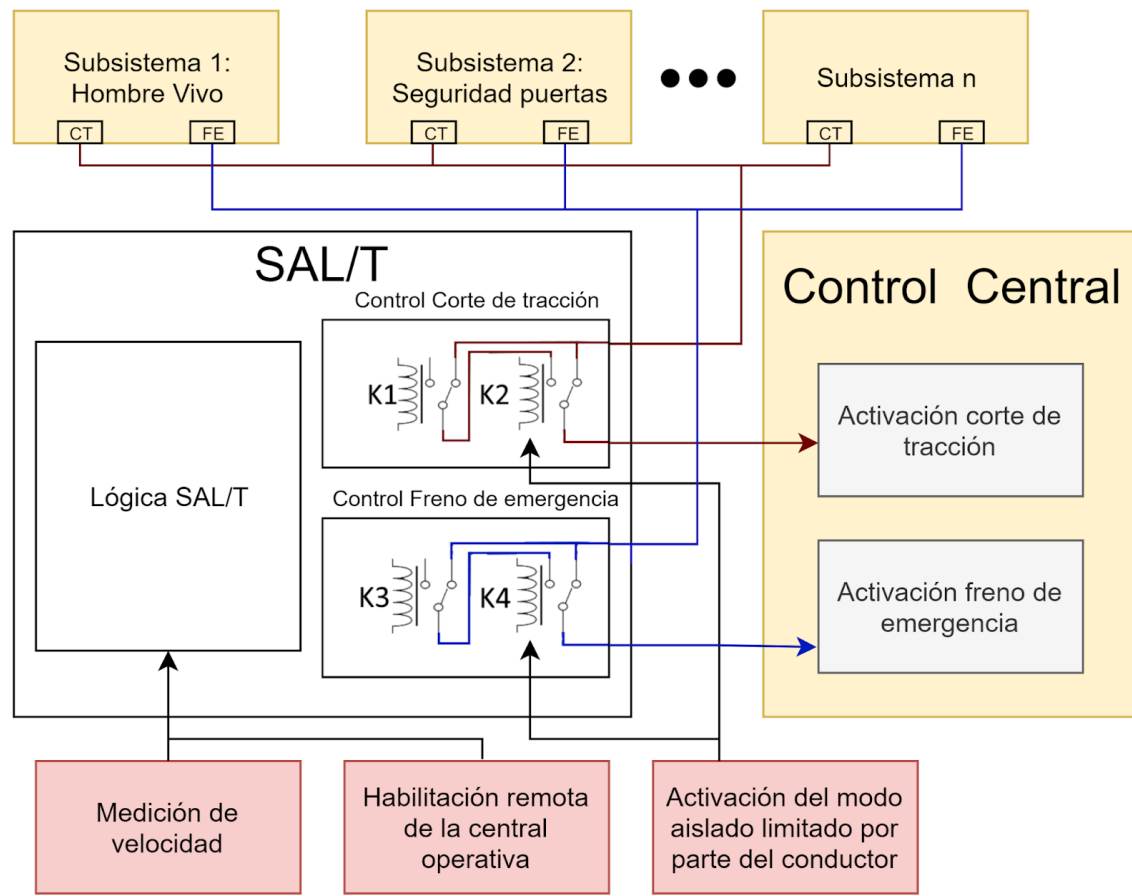 Subsistema 1:
Hombre Vivo
CT
FE
Subsistema 2:
Seguridad puertas
CT
FE
Subsistema n
CT
FE
SAL/T
Control Corte de tracción
K1
K2
Lógica SAL/T
Control Freno de emergencia
K3
K4
Control Central
Activación corte de
tracción
Activación freno de
emergencia
Medición de
velocidad
Habilitación remota
de la central
operativa
Activación del modo
aislado limitado por
parte del conductor